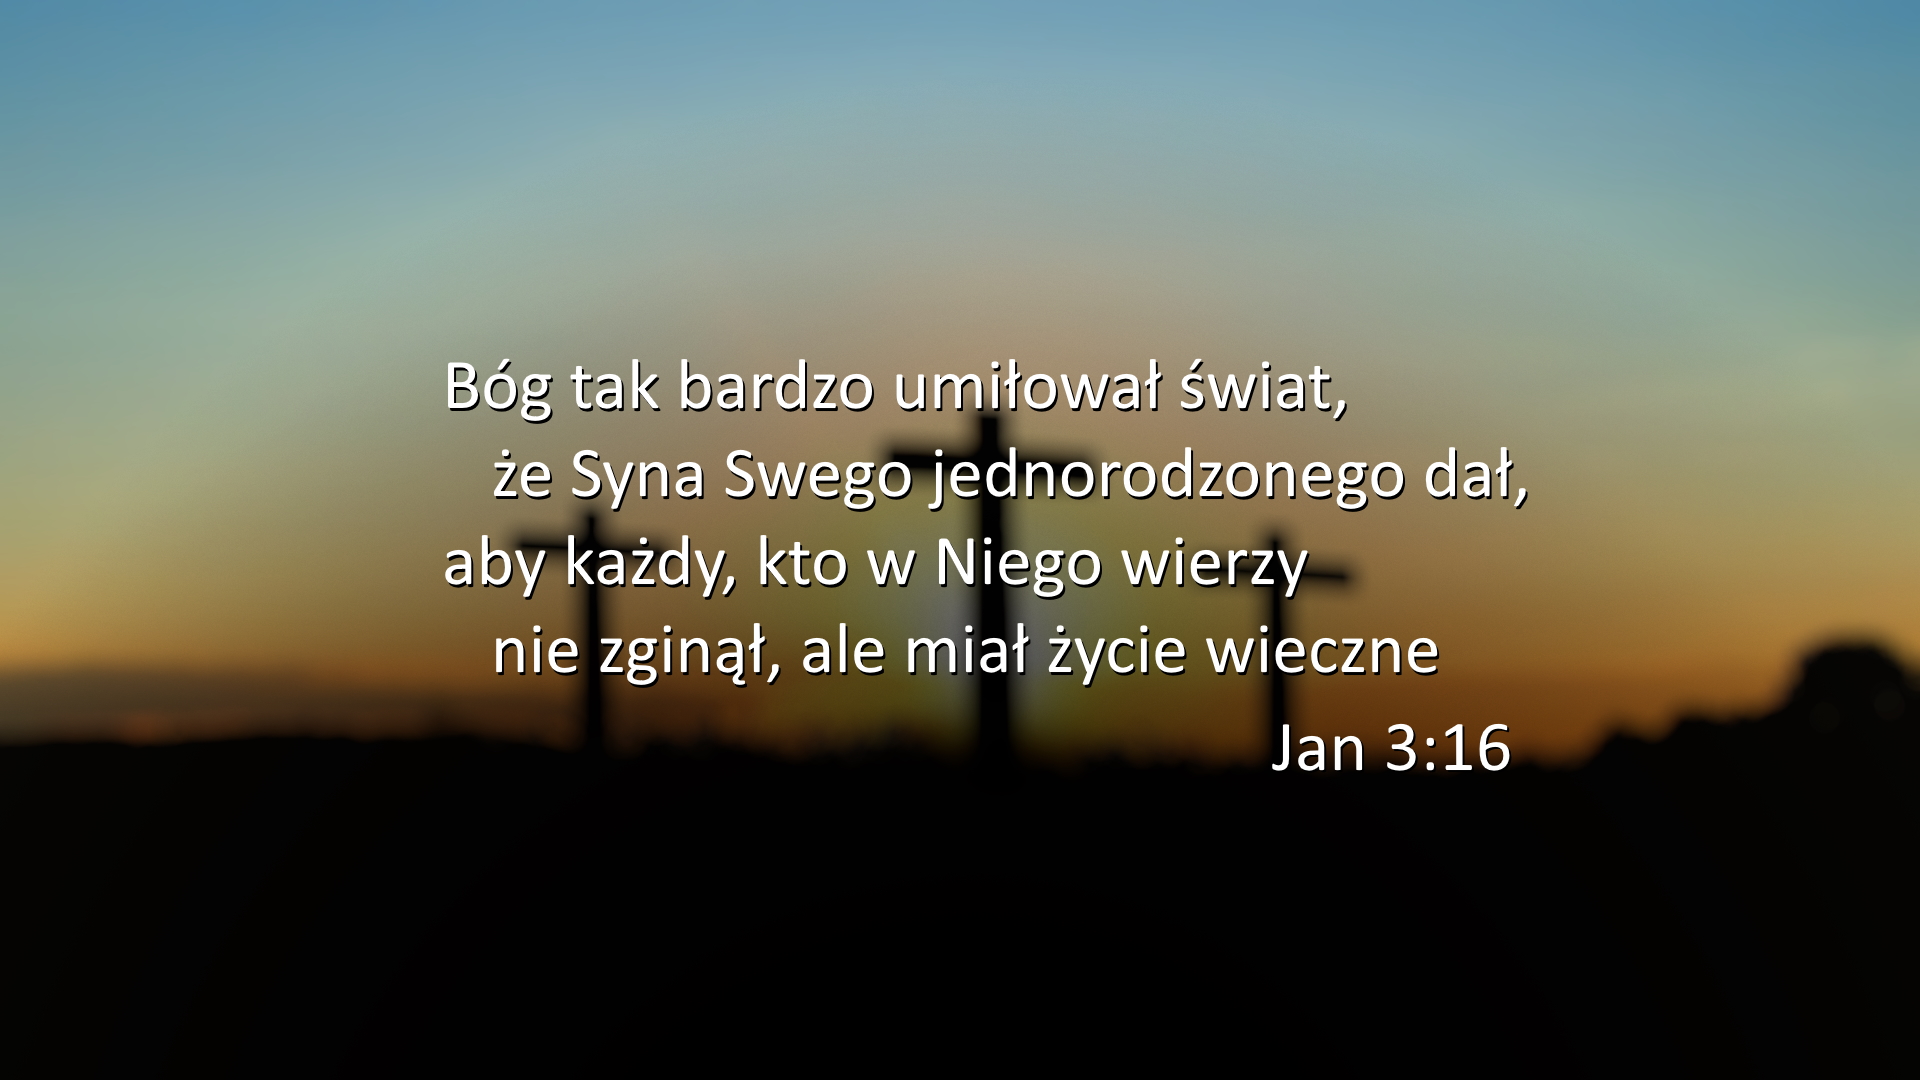 Bóg tak bardzo umiłował świat,
że Syna Swego jednorodzonego dał,
aby każdy, kto w Niego wierzy
nie zginął, ale miał życie wieczne
Jan 3:16